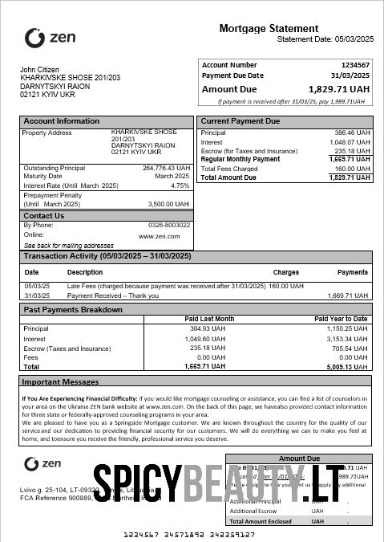 zen
Mortgage Statement
Statement Date: 05/03/2025
John Citizen
KHARKIVSKE SHOSE 201/203
DARNYTSKYI RAION
02121 KYIV UKR
Account Number 1234567
Payment Due Date 31/03/2025
Amount Due 1,829.71 UAH
If payment is received after 31/03/25, pay 1,989.71UAH
Account Information
Property Address KHARKIVSKE SHOSE
201/203
DARNYTSKYI RAION
02121 KYIV UKR
Outstanding Principal 264,776.43 UAH
Maturity Date March 2025
Interest Rate (Until March 2025) 4.75%
Prepayment Penalty
(Until March 2025) 3,500.00 UAH
Contact Us
By Phone: 0326-8003022
Online: www.zen.com
See back for mailing addresses
Current Payment Due
Principal 386.46 UAH
Interest 1,048.07 UAH
Escrow (for Taxes and Insurance) 235.18 UAH
Regular Monthly Payment 1,669.71 UAH
Total Fees Charged 160.00 UAH
Total Amount Due 1,829.71 UAH
Transaction Activity (05/03/2025 – 31/03/2025)
Date Description Charges Payments
05/03/25 Late Fees (charged because payment was received after 31/03/2025) 160.00 UAH
31/03/25 Payment Received – Thank you 1,669.71 UAH
Past Payments Breakdown
Paid Last Month Paid Year to Date
Principal 384.93 UAH 1,150.25 UAH
Interest 1,049.60 UAH 3,153.34 UAH
Escrow (Taxes and Insurance) 235.18 UAH 705.54 UAH
Fees 0.00 UAH 0.00 UAH
Total 1,669.71 UAH 5,009.13 UAH
Important Messages
If You Are Experiencing Financial Difficulty: If you would like mortgage counseling or assistance, you can find a list of counselors in
your area on the Ukraine ZEN bank website at www.zen.com. On the back of this page, we havealso provided contact information
for three state or federally-approved counseling programs in your area.
We are pleased to have you as a Springside Mortgage customer. We are known throughout the country for the quality of our
service and our dedication to providing financial security for our customers. We will do everything we can to make you feel at
home, and toensure you receive the friendly, professional service you deserve.
zen
Amount Due
SPICYBEAUTY.LT
Lvivo g. 25-104, LT-09320
FCA Reference 900880
Additional Principal UAH
Additional Escrow UAH
Total Amount Enclosed UAH
1234567 34571892 342259127